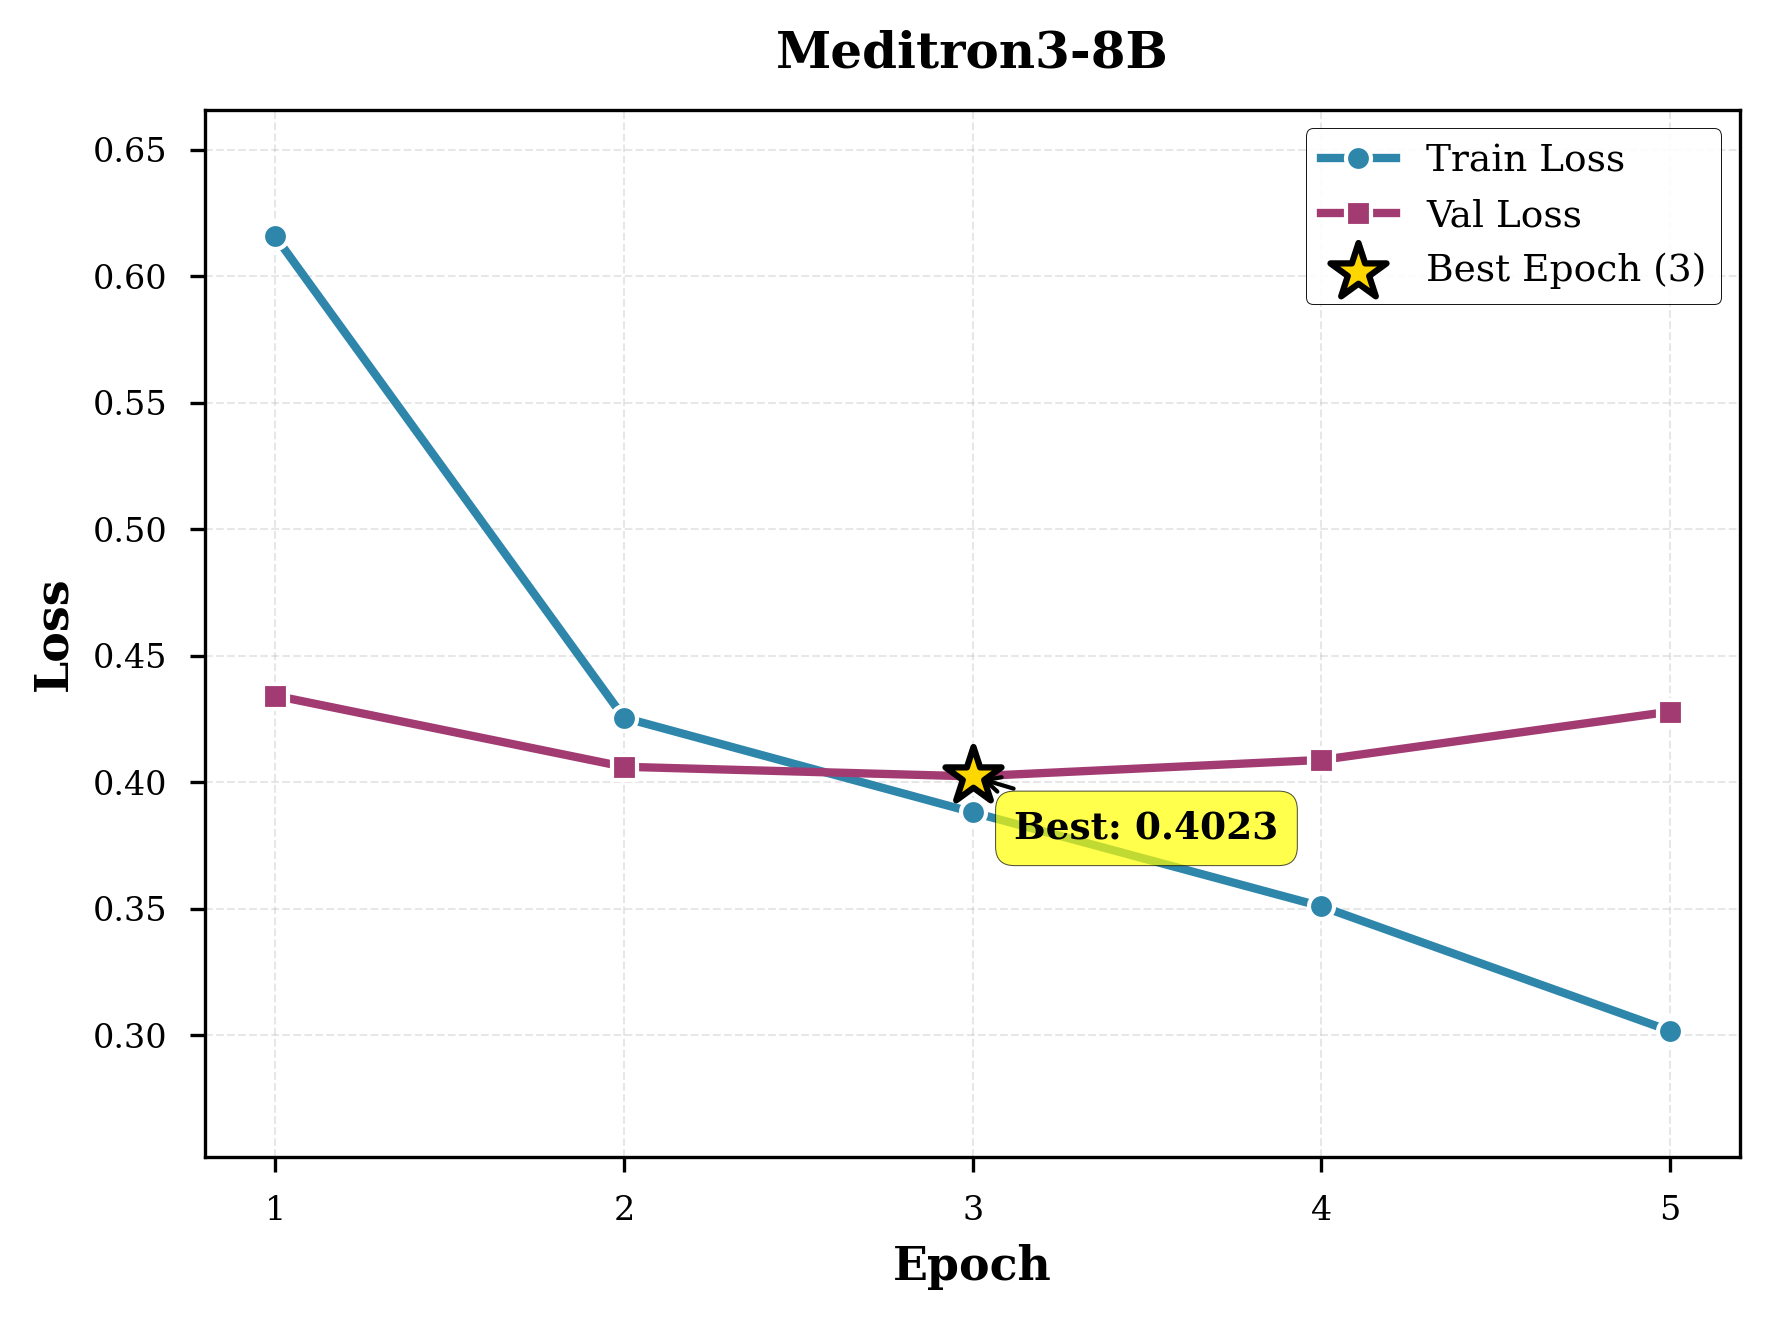 Meditron3-8B
Train Loss
Val Loss
Best Epoch (3)
Loss
0.65
0.60
0.55
0.50
0.45
0.40
0.35
0.30
Best: 0.4023
1 2 3 4 5
Epoch